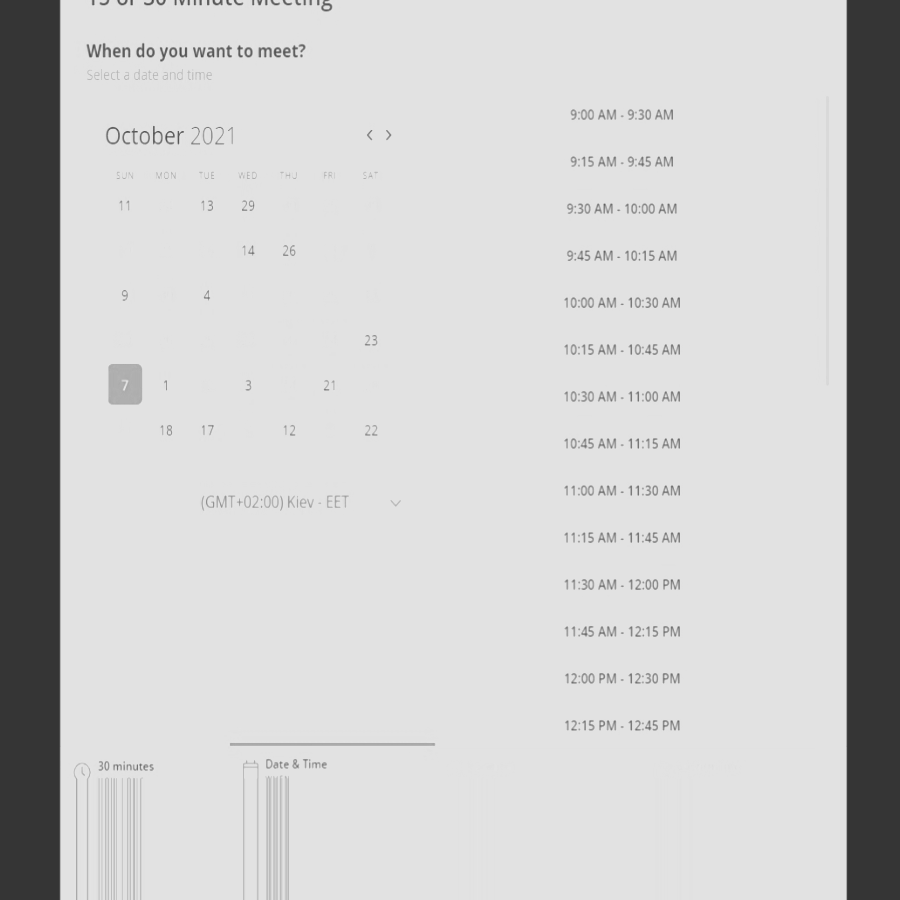 15 or 30 Minute Meeting
When do you want to meet?
Select a date and time
October 2021
SUN MON TUE WED THU FRI SAT
11 13 29
14 26
9 4
23
7 1 3 21
18 17 12 22
(GMT+02:00) Kiev - EET
9:00 AM - 9:30 AM
9:15 AM - 9:45 AM
9:30 AM - 10:00 AM
9:45 AM - 10:15 AM
10:00 AM - 10:30 AM
10:15 AM - 10:45 AM
10:30 AM - 11:00 AM
10:45 AM - 11:15 AM
11:00 AM - 11:30 AM
11:15 AM - 11:45 AM
11:30 AM - 12:00 PM
11:45 AM - 12:15 PM
12:00 PM - 12:30 PM
12:15 PM - 12:45 PM
30 minutes
Date & Time